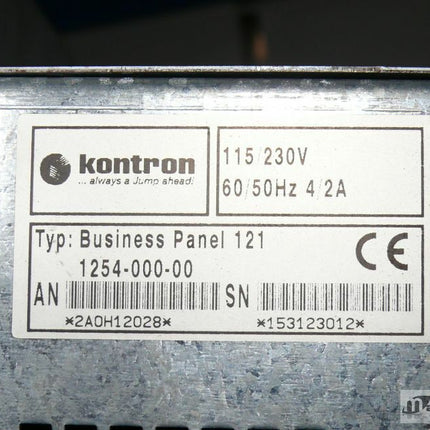 kontron
... always a Jump ahead!
115/230V
60/50Hz 4/2A
Typ: Business Panel 121
1254-000-00
CE
AN *2A0H12028*
SN *153123012*